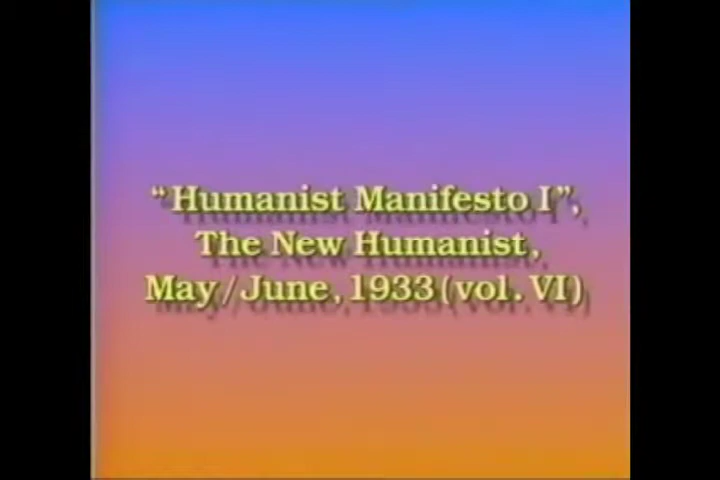 “Humanist Manifesto I”,
The New Humanist,
May/June, 1933 (vol. VI)